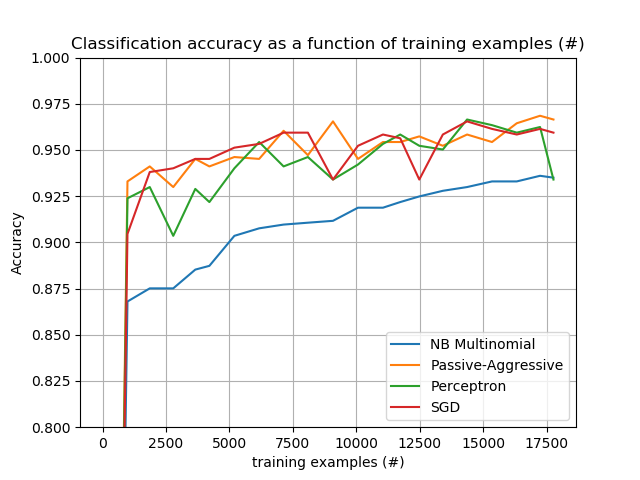 Classification accuracy as a function of training examples (#)
1.000
0.975
0.950
0.925
0.900
0.875
0.850
0.825
0.800
Accuracy
NB Multinomial
Passive-Aggressive
Perceptron
SGD
0 2500 5000 7500 10000 12500 15000 17500
training examples (#)